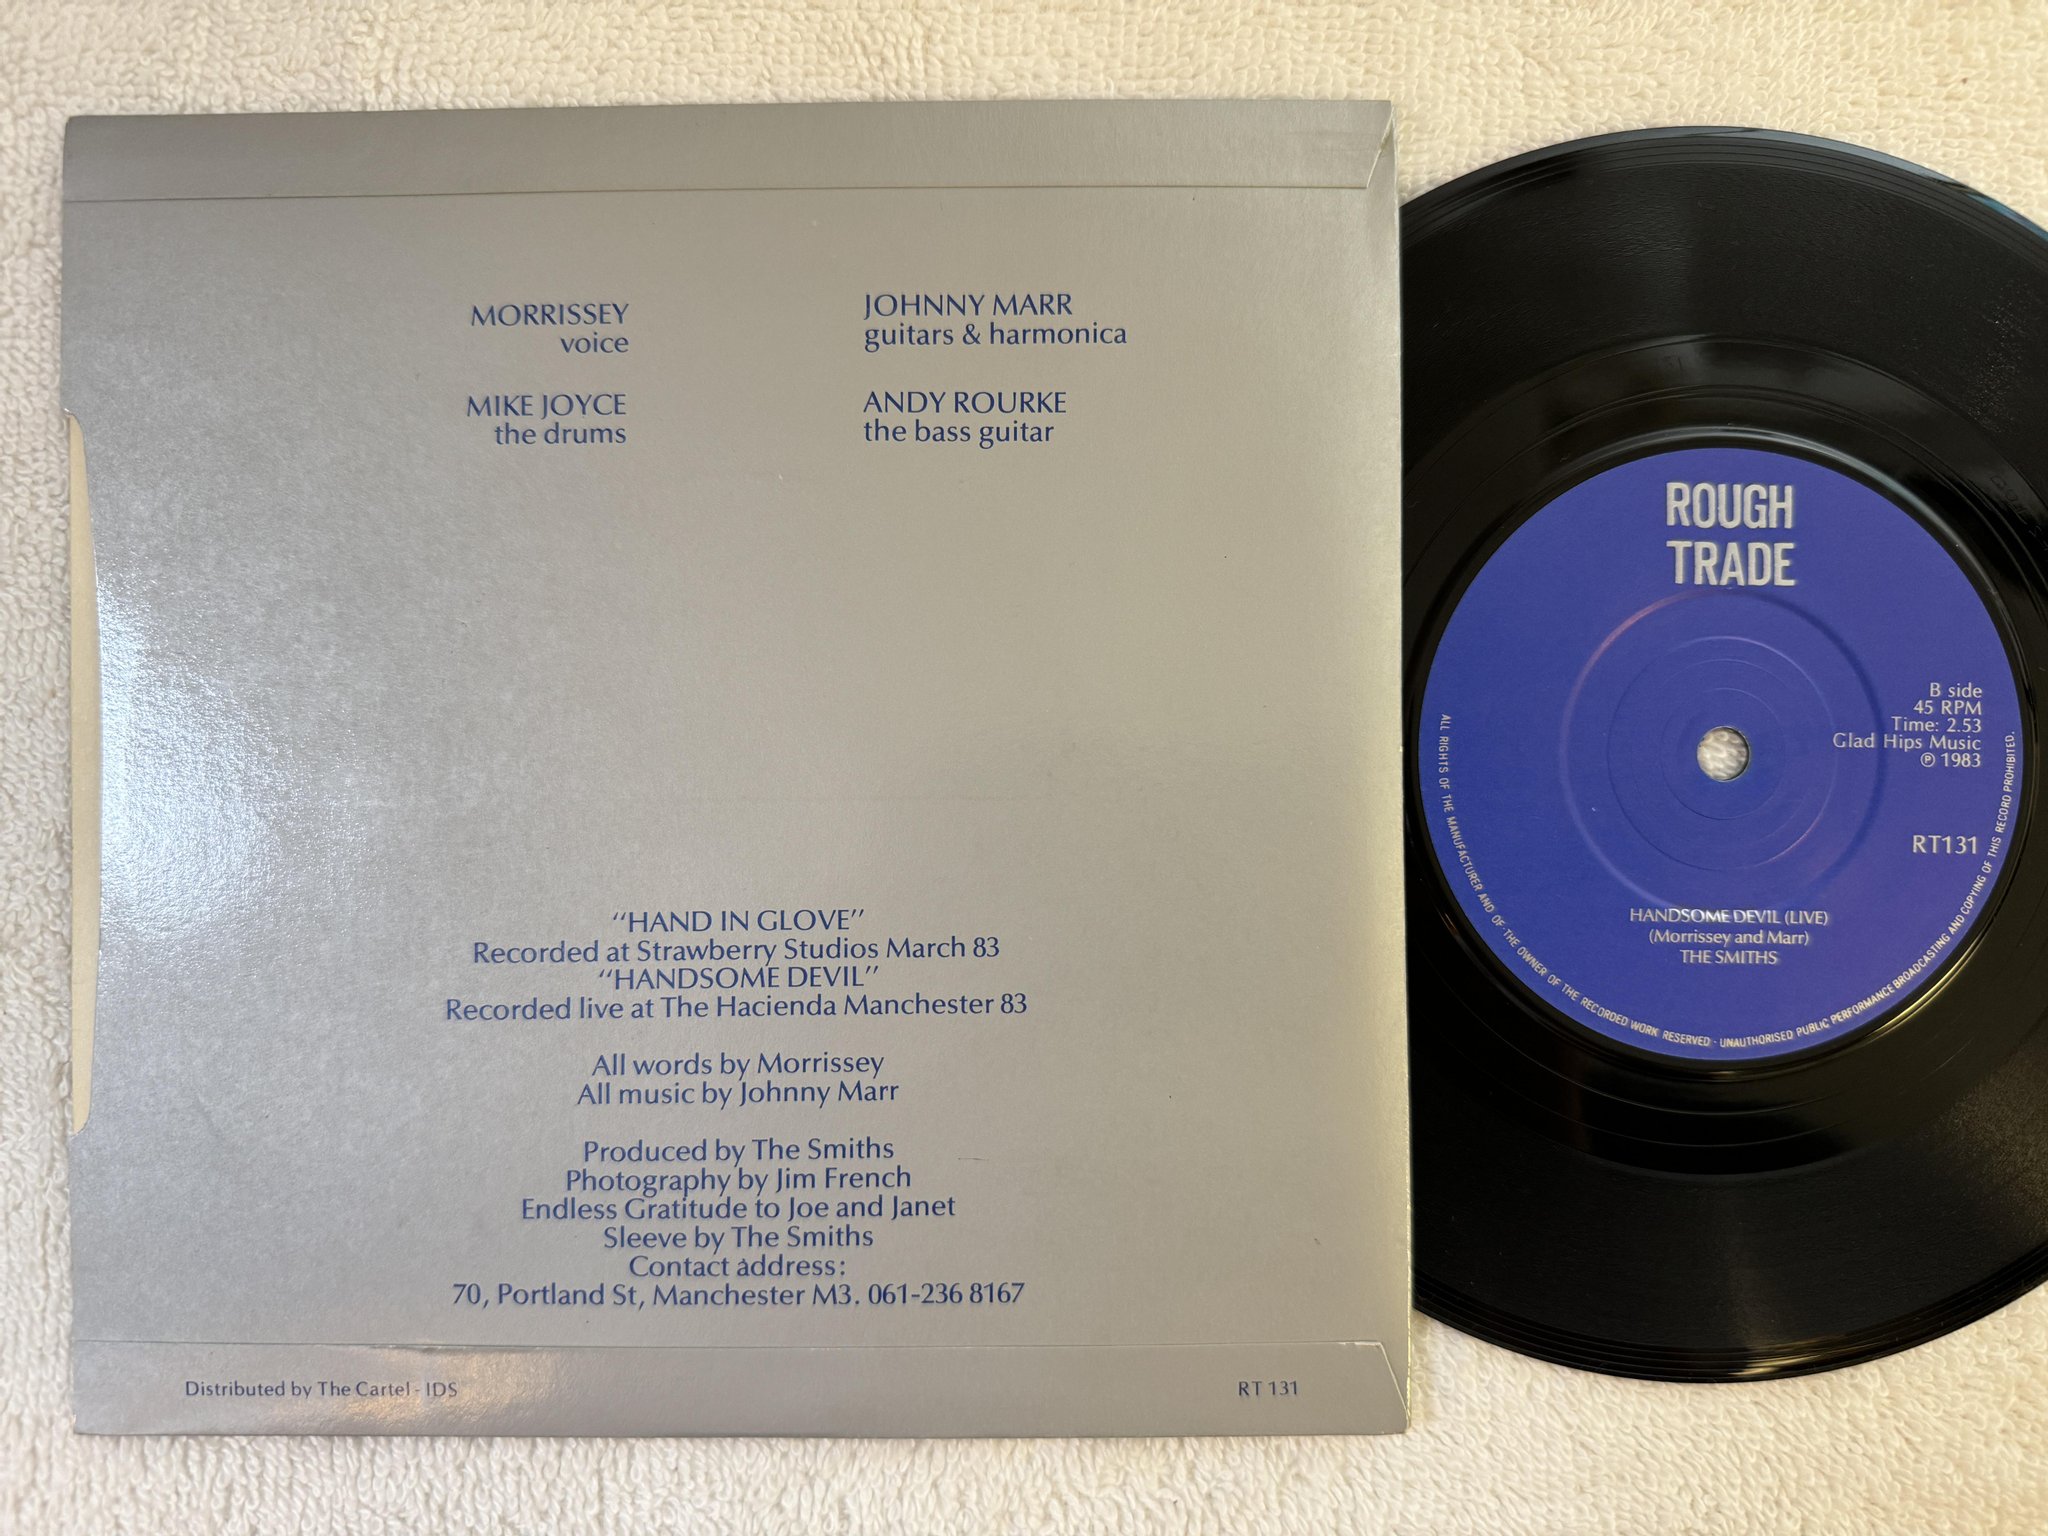 MORRISSEY
voice
JOHNNY MARR
guitars & harmonica
MIKE JOYCE
the drums
ANDY ROURKE
the bass guitar
"HAND IN GLOVE"
Recorded at Strawberry Studios March 83
"HANDSOME DEVIL"
Recorded live at The Hacienda Manchester 83
All words by Morrissey
All music by Johnny Marr
Produced by The Smiths
Photography by Jim French
Endless Gratitude to Joe and Janet
Sleeve by The Smiths
Contact address:
70, Portland St, Manchester M3. 061-236 8167
Distributed by The Cartel - IDS
RT 131
ROUGH
TRADE
B side
45 RPM
Time: 2.53
Glad Hips Music
℗ 1983
RT131
HANDSOME DEVIL (LIVE)
(Morrissey and Marr)
THE SMITHS
ALL RIGHTS OF THE MANUFACTURER AND OF THE OWNER OF THE RECORDED WORK RESERVED · UNAUTHORISED PUBLIC PERFORMANCE BROADCASTING AND COPYING OF THIS RECORD PROHIBITED.